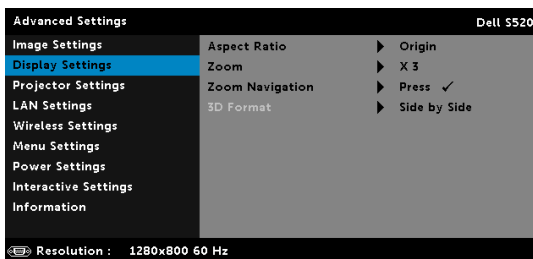 Advanced Settings Dell S520
Image Settings Aspect Ratio Origin
Display Settings Zoom X 3
Projector Settings Zoom Navigation Press ✓
LAN Settings 3D Format Side by Side
Wireless Settings
Menu Settings
Power Settings
Interactive Settings
Information
Resolution : 1280x800 60 Hz